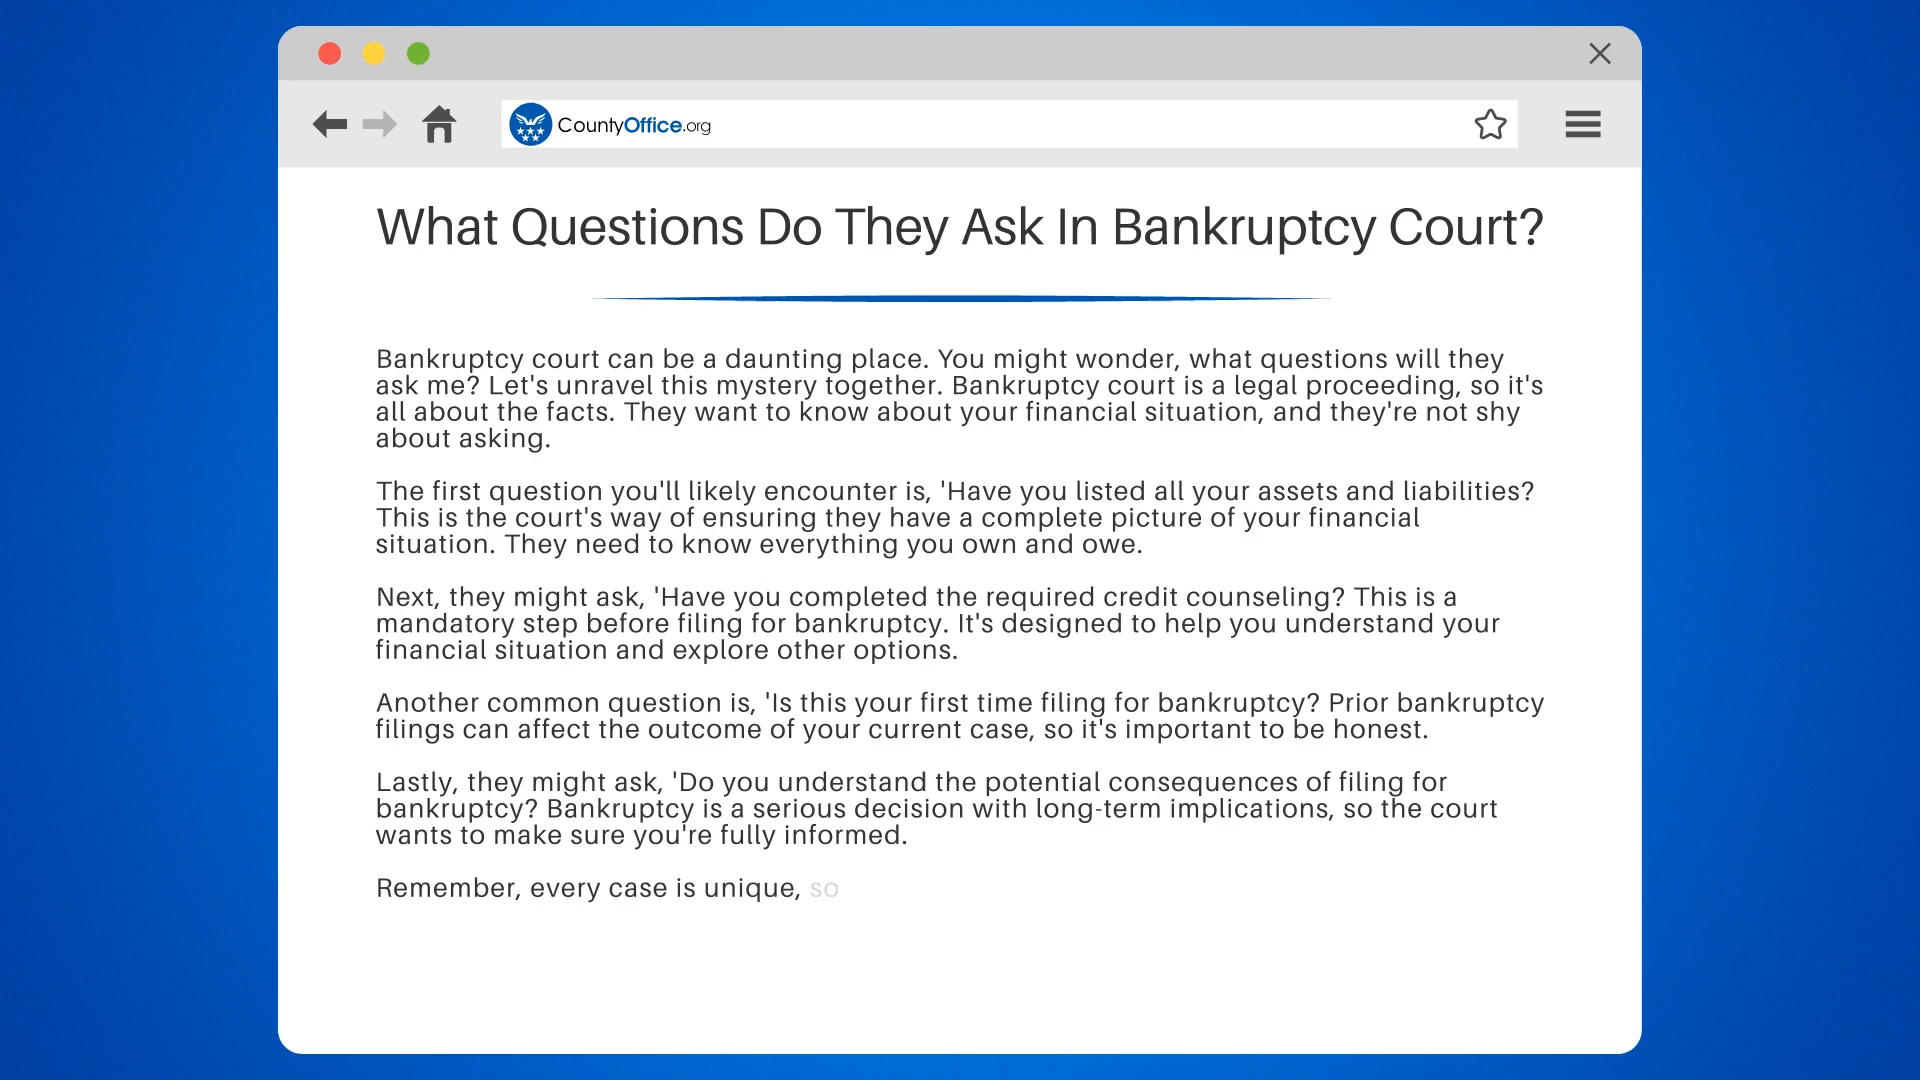 CountyOffice.org
What Questions Do They Ask In Bankruptcy Court?
Bankruptcy court can be a daunting place. You might wonder, what questions will they
ask me? Let's unravel this mystery together. Bankruptcy court is a legal proceeding, so it's
all about the facts. They want to know about your financial situation, and they're not shy
about asking.
The first question you'll likely encounter is, 'Have you listed all your assets and liabilities?
This is the court's way of ensuring they have a complete picture of your financial
situation. They need to know everything you own and owe.
Next, they might ask, 'Have you completed the required credit counseling? This is a
mandatory step before filing for bankruptcy. It's designed to help you understand your
financial situation and explore other options.
Another common question is, 'Is this your first time filing for bankruptcy? Prior bankruptcy
filings can affect the outcome of your current case, so it's important to be honest.
Lastly, they might ask, 'Do you understand the potential consequences of filing for
bankruptcy? Bankruptcy is a serious decision with long-term implications, so the court
wants to make sure you're fully informed.
Remember, every case is unique, so